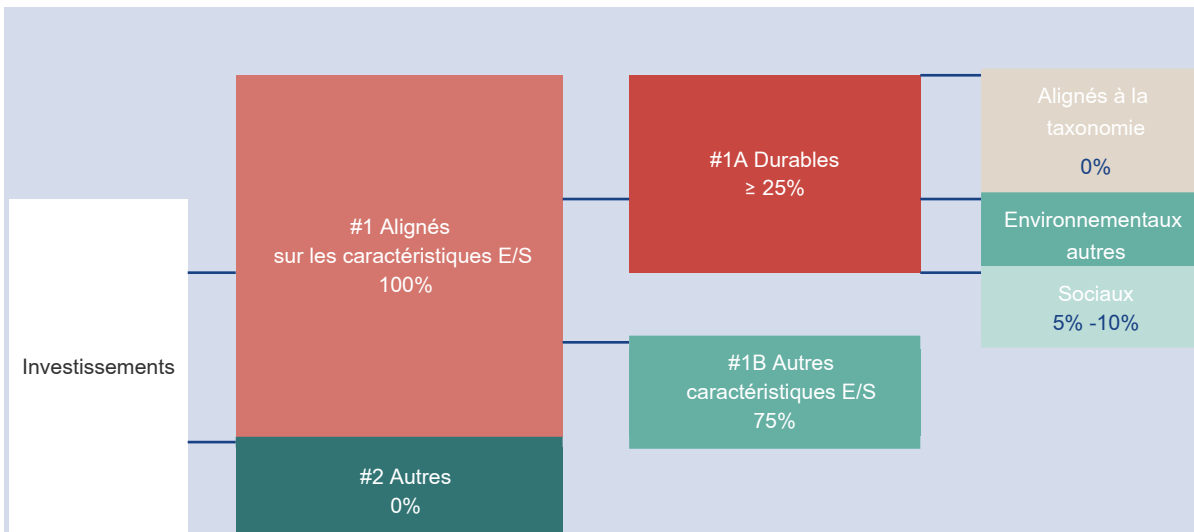 Investissements
#1 Alignés
sur les caractéristiques E/S
100%
#2 Autres
0%
#1A Durables
≥ 25%
#1B Autres
caractéristiques E/S
75%
Alignés à la
taxonomie
0%
Environnementaux
autres
Sociaux
5% -10%